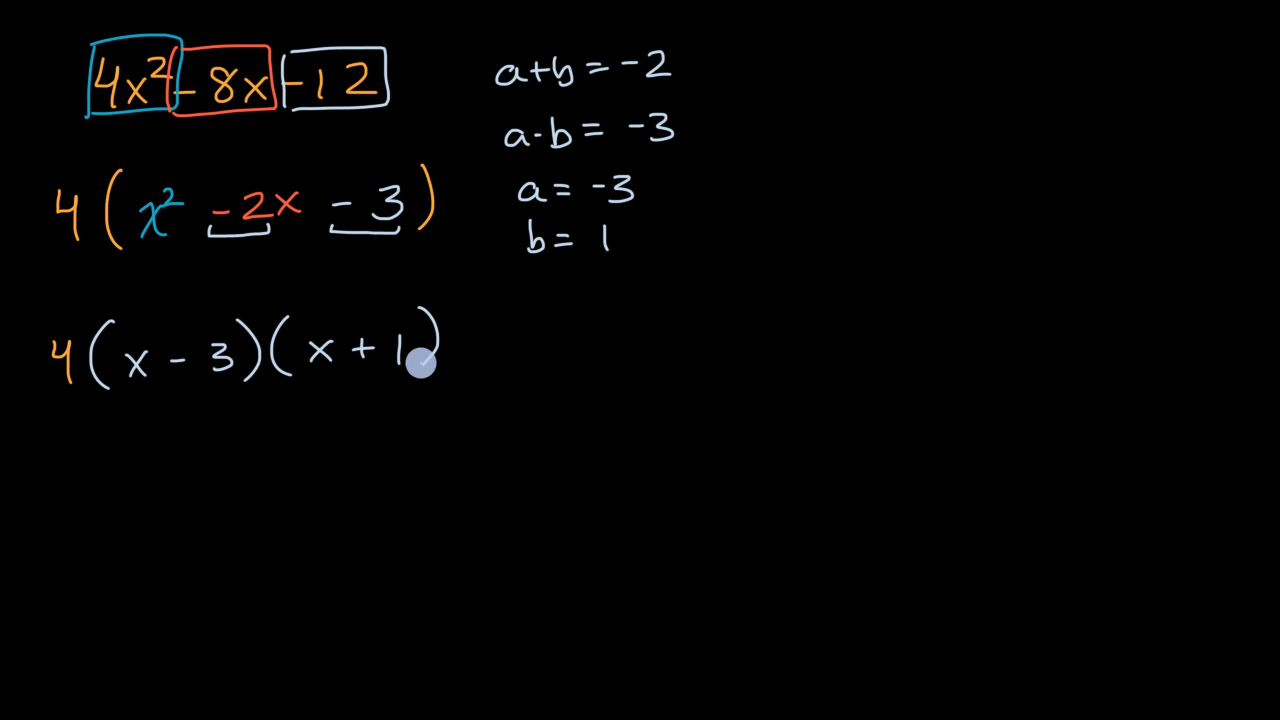 4x² - 8x - 12
4(x² - 2x - 3)
4(x - 3)(x + 1)
a+b = -2
a·b = -3
a = -3
b = 1